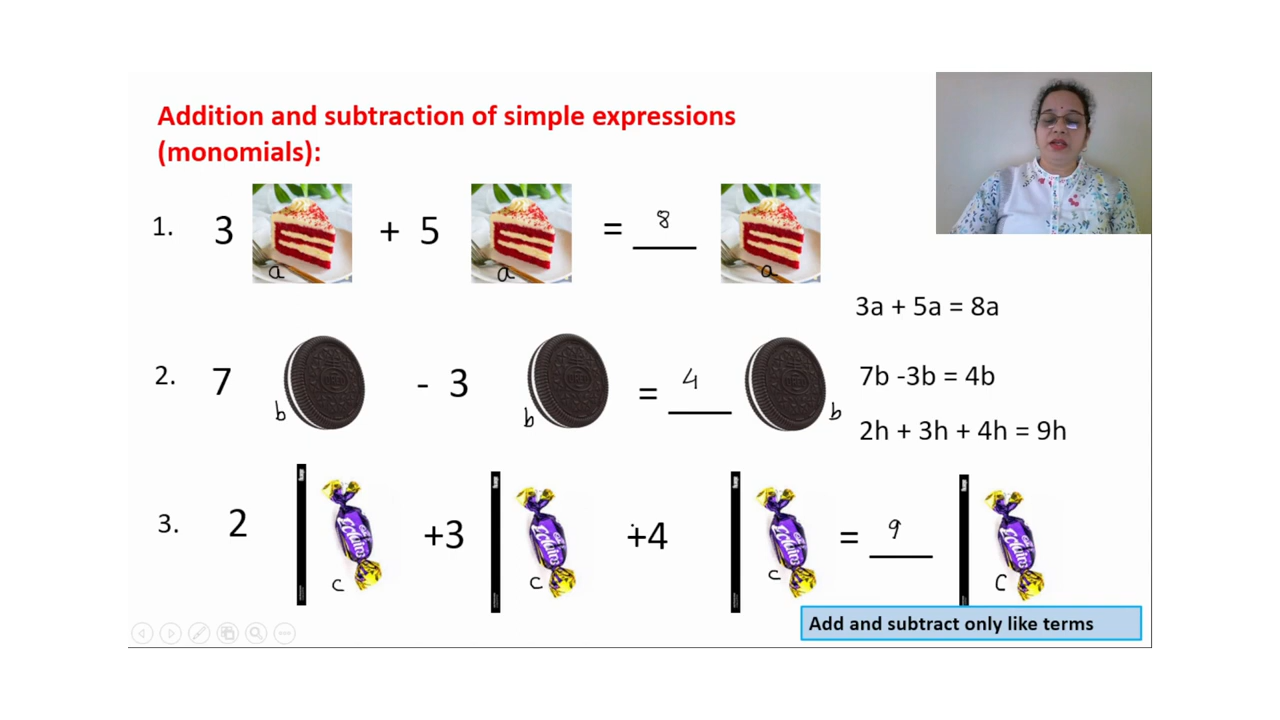 Addition and subtraction of simple expressions
(monomials):
1. 3 a + 5 a = 8 a
3a + 5a = 8a
2. 7 b - 3 b = 4 b
7b -3b = 4b
2h + 3h + 4h = 9h
3. 2 c +3 c +4 c = 9 c
Add and subtract only like terms